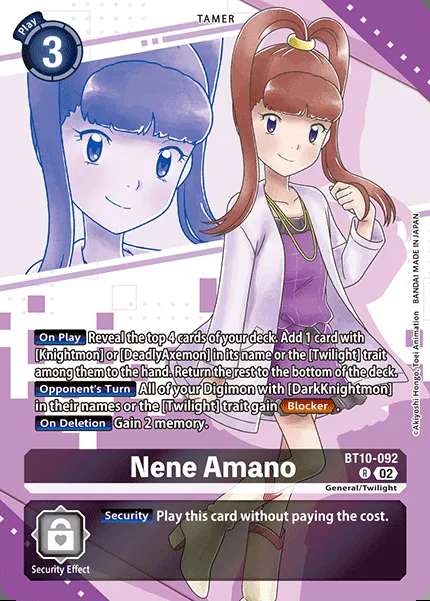 TAMER
Play
3
On Play Reveal the top 4 cards of your deck. Add 1 card with
[Knightmon] or [DeadlyAxemon] in its name or the [Twilight] trait
among them to the hand. Return the rest to the bottom of the deck.
Opponent's Turn All of your Digimon with [DarkKnightmon]
in their names or the [Twilight] trait gain Blocker.
On Deletion Gain 2 memory.
©Akiyoshi Hongo, Toei Animation BANDAI MADE IN JAPAN
Nene Amano
BT10-092
R 02
General/Twilight
Security Play this card without paying the cost.
Security Effect